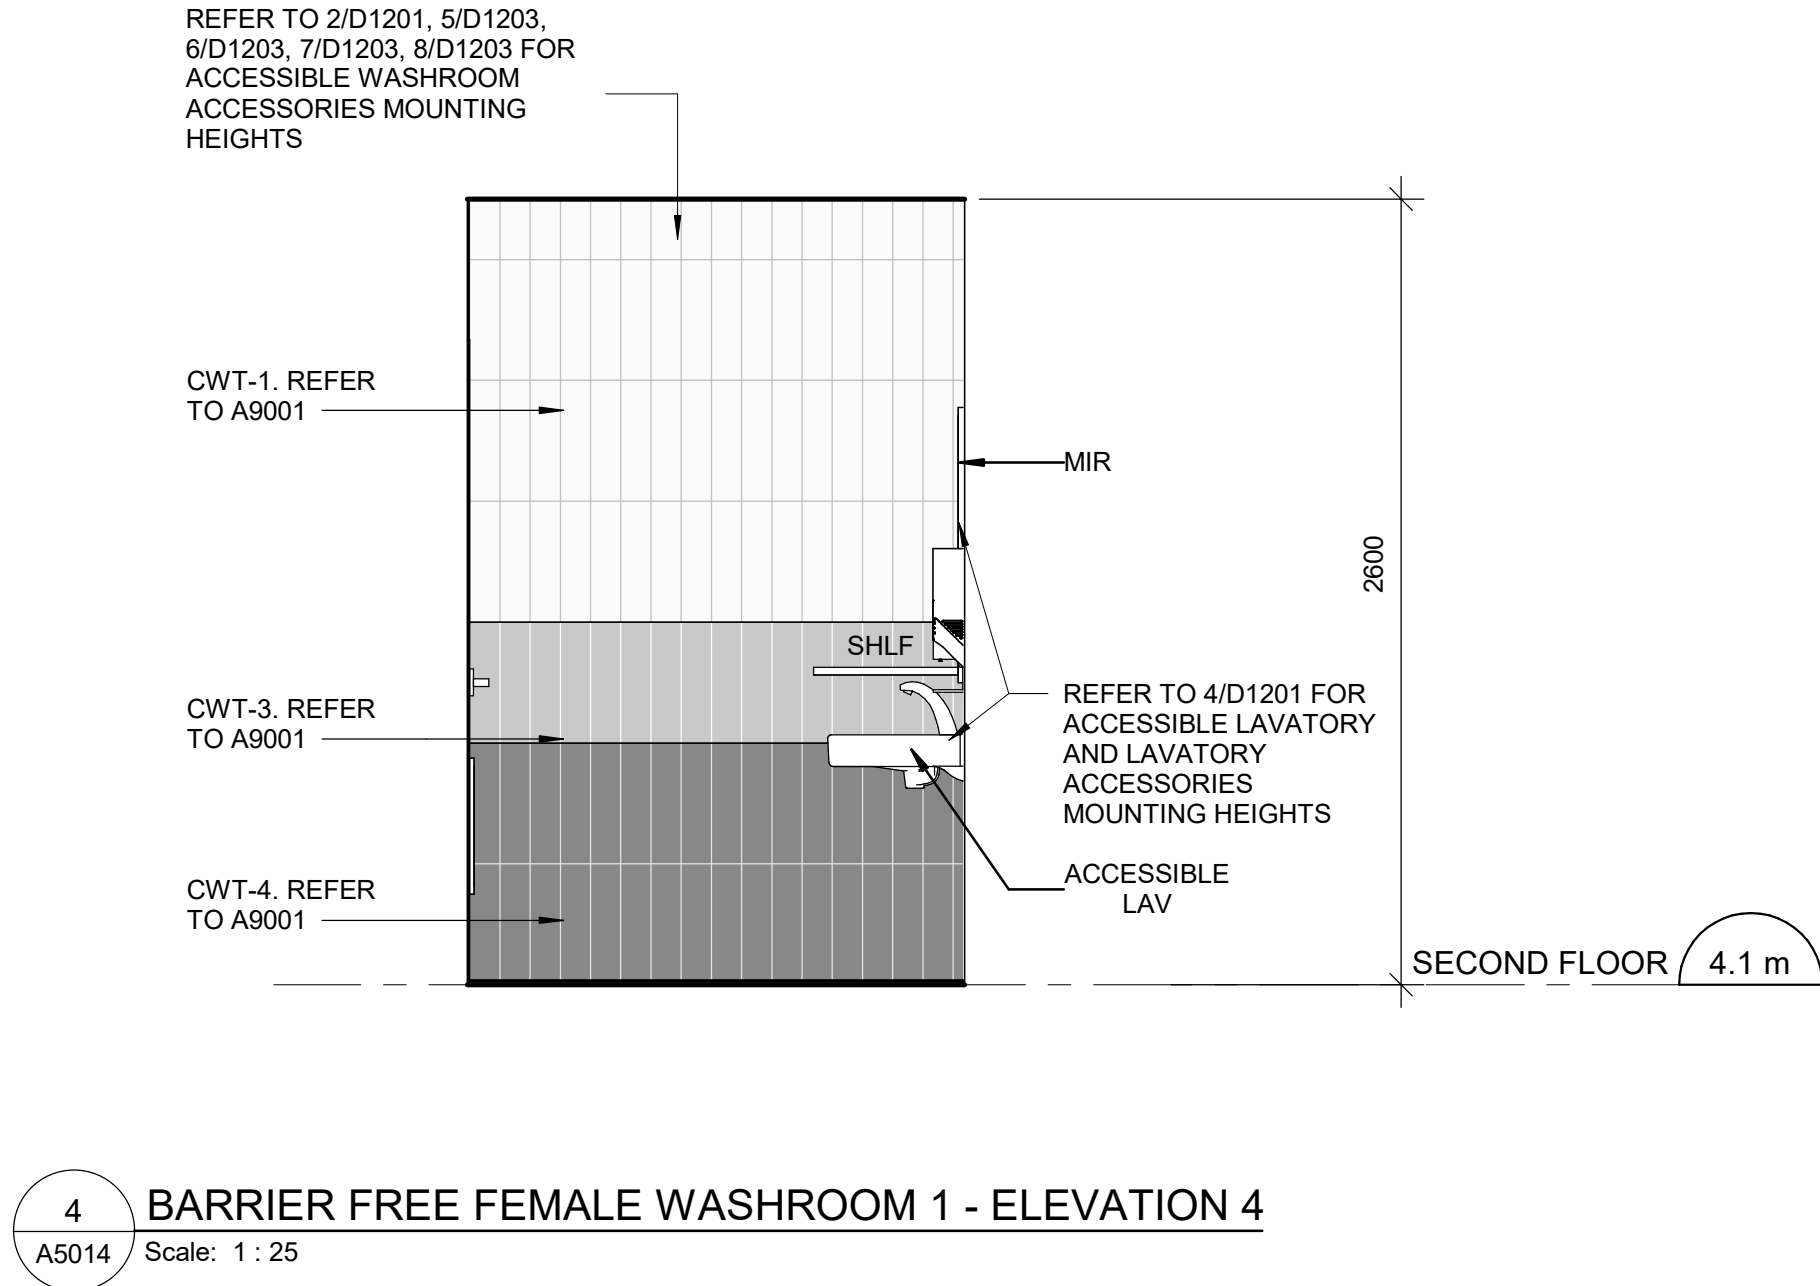 REFER TO 2/D1201, 5/D1203,
6/D1203, 7/D1203, 8/D1203 FOR
ACCESSIBLE WASHROOM
ACCESSORIES MOUNTING
HEIGHTS
CWT-1. REFER
TO A9001
MIR
2600
SHLF
CWT-3. REFER
TO A9001
REFER TO 4/D1201 FOR
ACCESSIBLE LAVATORY
AND LAVATORY
ACCESSORIES
MOUNTING HEIGHTS
ACCESSIBLE
LAV
CWT-4. REFER
TO A9001
SECOND FLOOR
4.1 m
4
A5014
BARRIER FREE FEMALE WASHROOM 1 - ELEVATION 4
Scale: 1 : 25